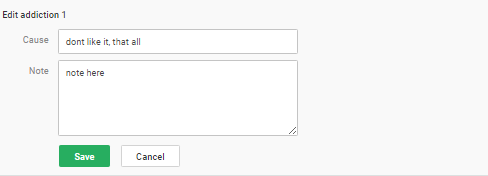 Edit addiction 1
Cause dont like it, that all
Note note here
Save Cancel